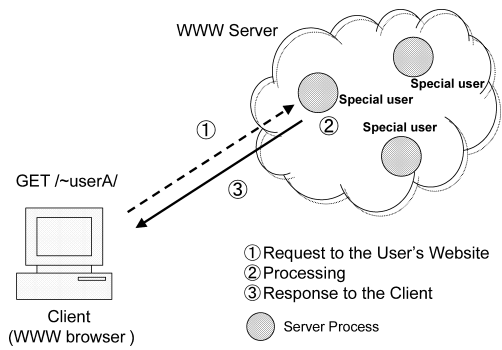 WWW Server
Special user
Special user
Special user
①
②
③
GET /~userA/
Client
(WWW browser )
①Request to the User's Website
②Processing
③Response to the Client
Server Process